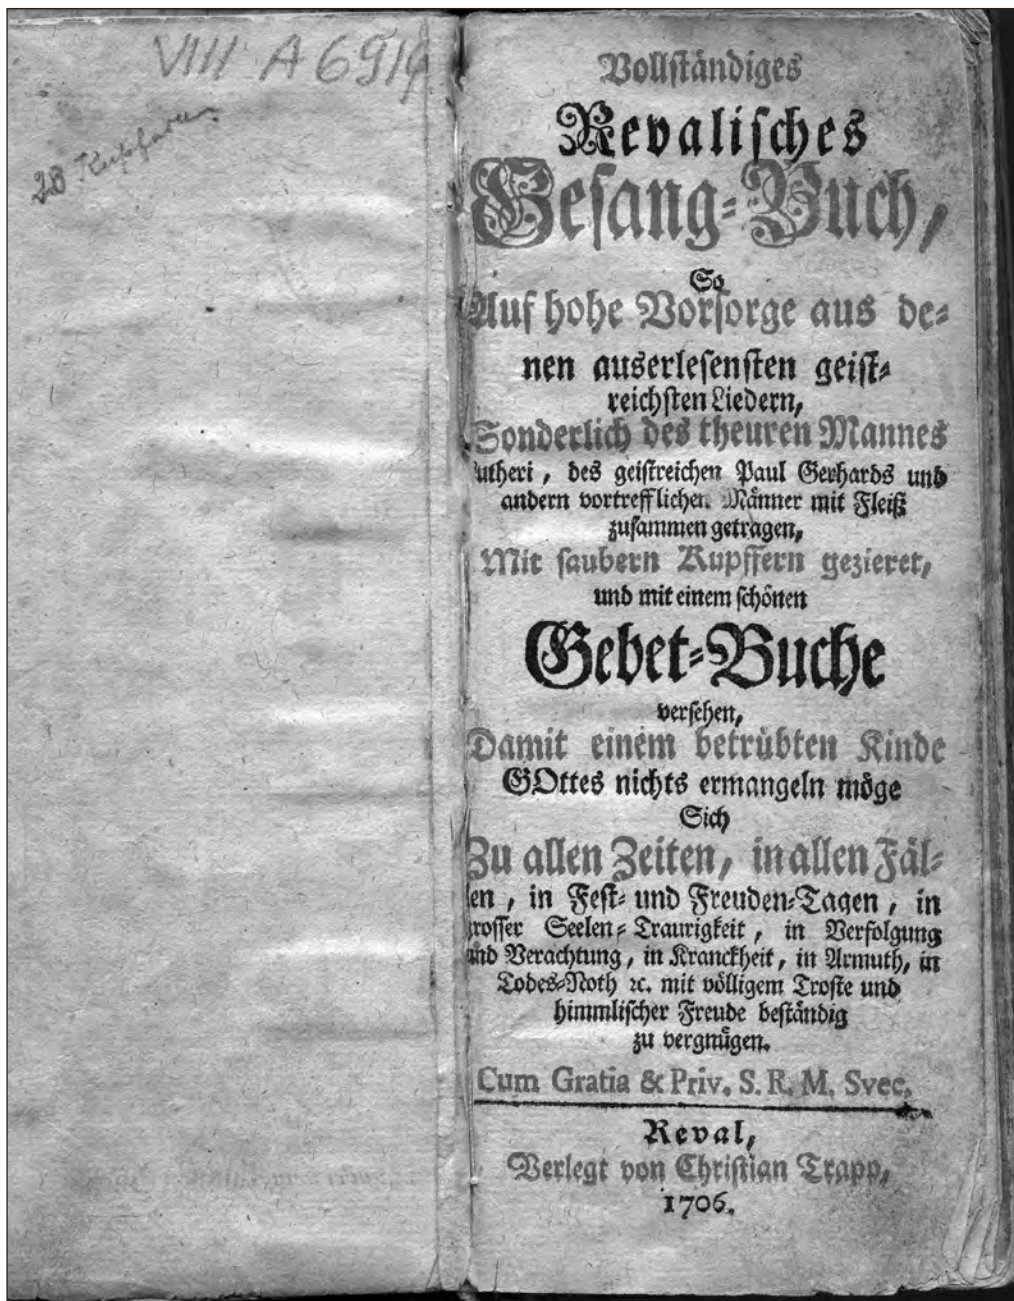 VIII A 691
28
Vollständiges
Revalisches
Gesang-Buch,
So
Auf hohe Vorsorge aus de-
nen auserlesensten geist-
reichsten Liedern,
Sonderlich des theuren Mannes
utheri, des geistreichen Paul Gerhards und
andern vortrefflichen Männer mit Fleiß
zusammen getragen,
Mit saubern Kupffern gezieret,
und mit einem schönen
Gebet-Buche
versehen,
Damit einem betrübten Kinde
GOttes nichts ermangeln möge
Sich
Zu allen Zeiten, in allen Fäl-
len, in Fest- und Freuden-Tagen, in
grosser Seelen-Traurigkeit, in Verfolgung
und Verachtung, in Kranckheit, in Armuth, in
Todes-Noth ꝛc. mit völligem Troste und
himmlischer Freude beständig
zu vergnügen.
Cum Gratia & Priv. S. R. M. Svec.
Reval,
Verlegt von Christian Trapp,
1706.